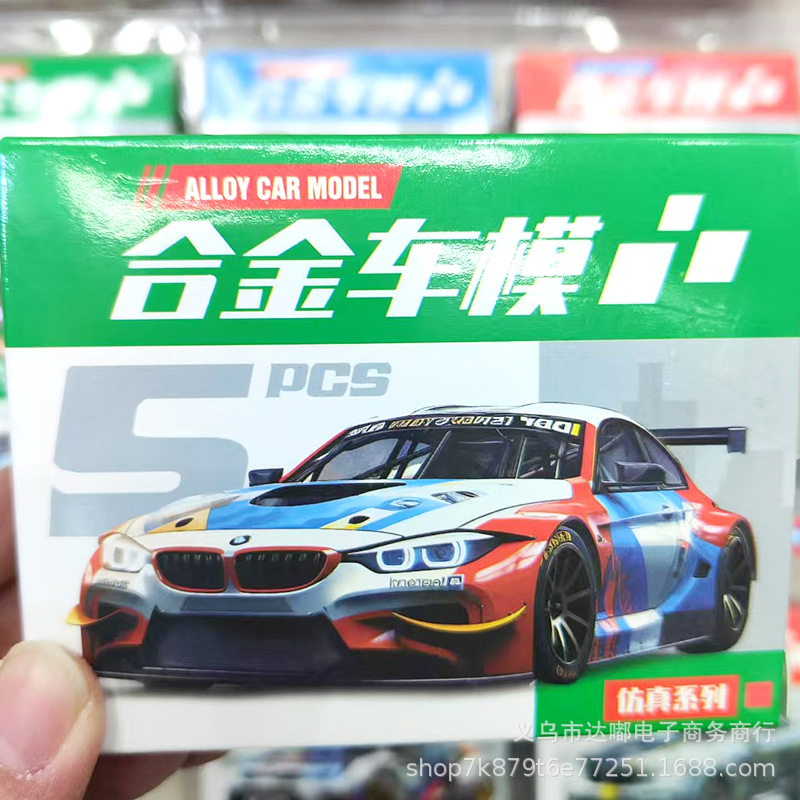 ALLOY CAR MODEL
合金车模
5 PCS
仿真系列
义乌市达嘟电子商务商行
shop7k879t6e77251.1688.com